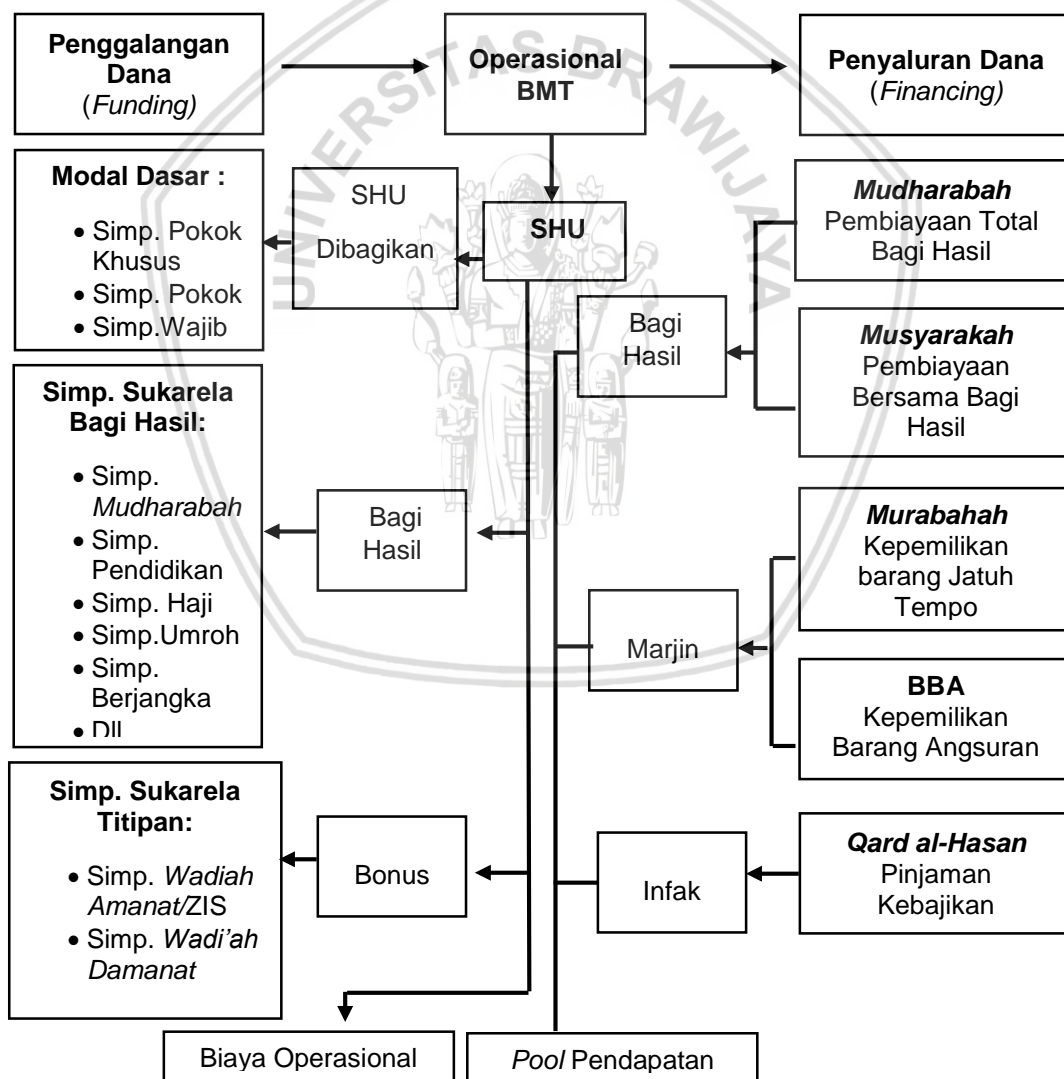 Penggalangan
Dana
(Funding)
Operasional
BMT
Penyaluran Dana
(Financing)
UNIVERSITAS BRAWIJAYA
Modal Dasar :
• Simp. Pokok
Khusus
• Simp. Pokok
• Simp.Wajib
SHU
Dibagikan
SHU
Mudharabah
Pembiayaan Total
Bagi Hasil
Bagi
Hasil
Musyarakah
Pembiayaan
Bersama Bagi
Hasil
Simp. Sukarela
Bagi Hasil:
• Simp.
Mudharabah
• Simp.
Pendidikan
• Simp. Haji
• Simp.Umroh
• Simp.
Berjangka
• Dll
Bagi
Hasil
Murabahah
Kepemilikan
barang Jatuh
Tempo
Marjin
BBA
Kepemilikan
Barang Angsuran
Simp. Sukarela
Titipan:
• Simp. Wadiah
Amanat/ZIS
• Simp. Wadi’ah
Damanat
Bonus
Infak
Qard al-Hasan
Pinjaman
Kebajikan
Biaya Operasional
Pool Pendapatan